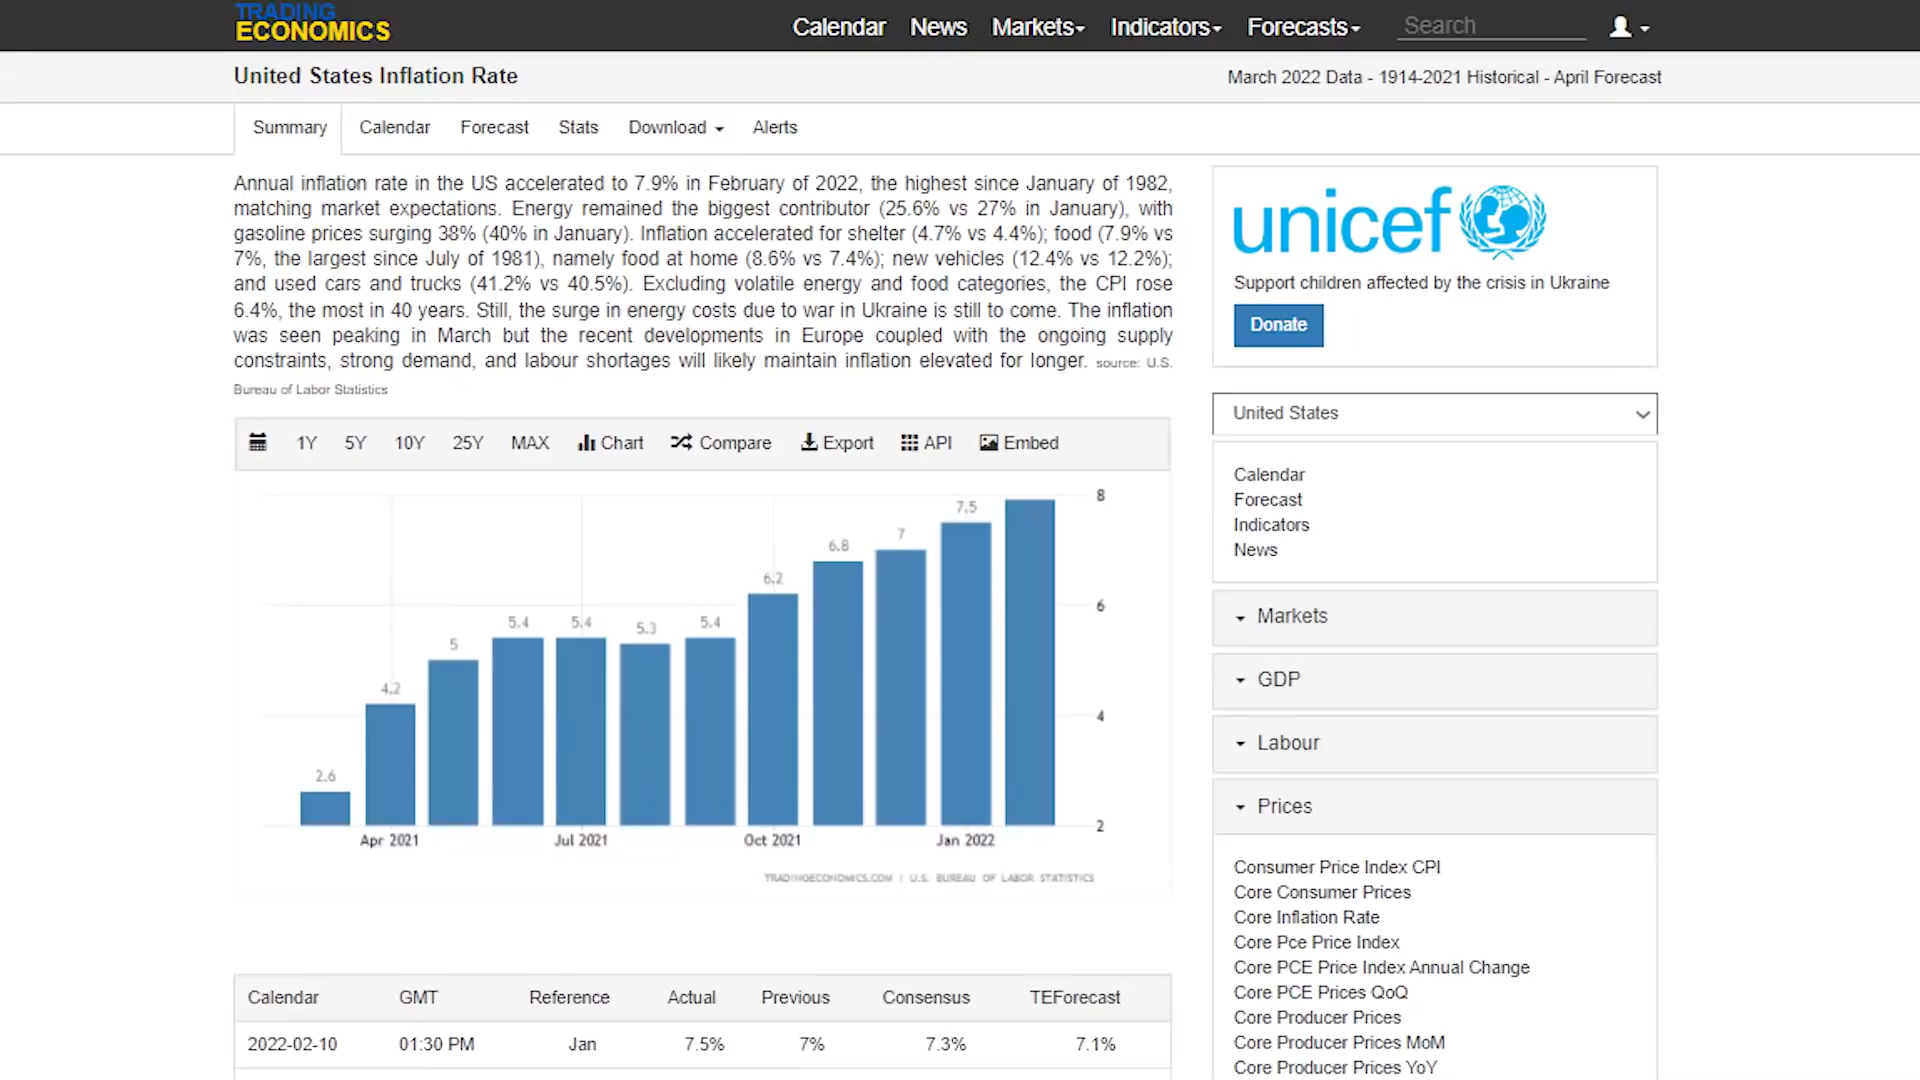 TRADING
ECONOMICS
Calendar News Markets Indicators Forecasts Search
United States Inflation Rate
March 2022 Data - 1914-2021 Historical - April Forecast
Summary Calendar Forecast Stats Download Alerts
Annual inflation rate in the US accelerated to 7.9% in February of 2022, the highest since January of 1982,
matching market expectations. Energy remained the biggest contributor (25.6% vs 27% in January), with
gasoline prices surging 38% (40% in January). Inflation accelerated for shelter (4.7% vs 4.4%); food (7.9% vs
7%, the largest since July of 1981), namely food at home (8.6% vs 7.4%); new vehicles (12.4% vs 12.2%);
and used cars and trucks (41.2% vs 40.5%). Excluding volatile energy and food categories, the CPI rose
6.4%, the most in 40 years. Still, the surge in energy costs due to war in Ukraine is still to come. The inflation
was seen peaking in March but the recent developments in Europe coupled with the ongoing supply
constraints, strong demand, and labour shortages will likely maintain inflation elevated for longer. source: U.S.
Bureau of Labor Statistics
1Y 5Y 10Y 25Y MAX Chart Compare Export API Embed
8
7.5
7
6.8
6.2
6
5.4 5.4 5.3 5.4
5
4.2
4
2.6
2
Apr 2021 Jul 2021 Oct 2021 Jan 2022
TRADINGECONOMICS.COM | U.S. BUREAU OF LABOR STATISTICS
Calendar GMT Reference Actual Previous Consensus TEForecast
2022-02-10 01:30 PM Jan 7.5% 7% 7.3% 7.1%
unicef
Support children affected by the crisis in Ukraine
Donate
United States
Calendar
Forecast
Indicators
News
Markets
GDP
Labour
Prices
Consumer Price Index CPI
Core Consumer Prices
Core Inflation Rate
Core Pce Price Index
Core PCE Price Index Annual Change
Core PCE Prices QoQ
Core Producer Prices
Core Producer Prices MoM
Core Producer Prices YoY